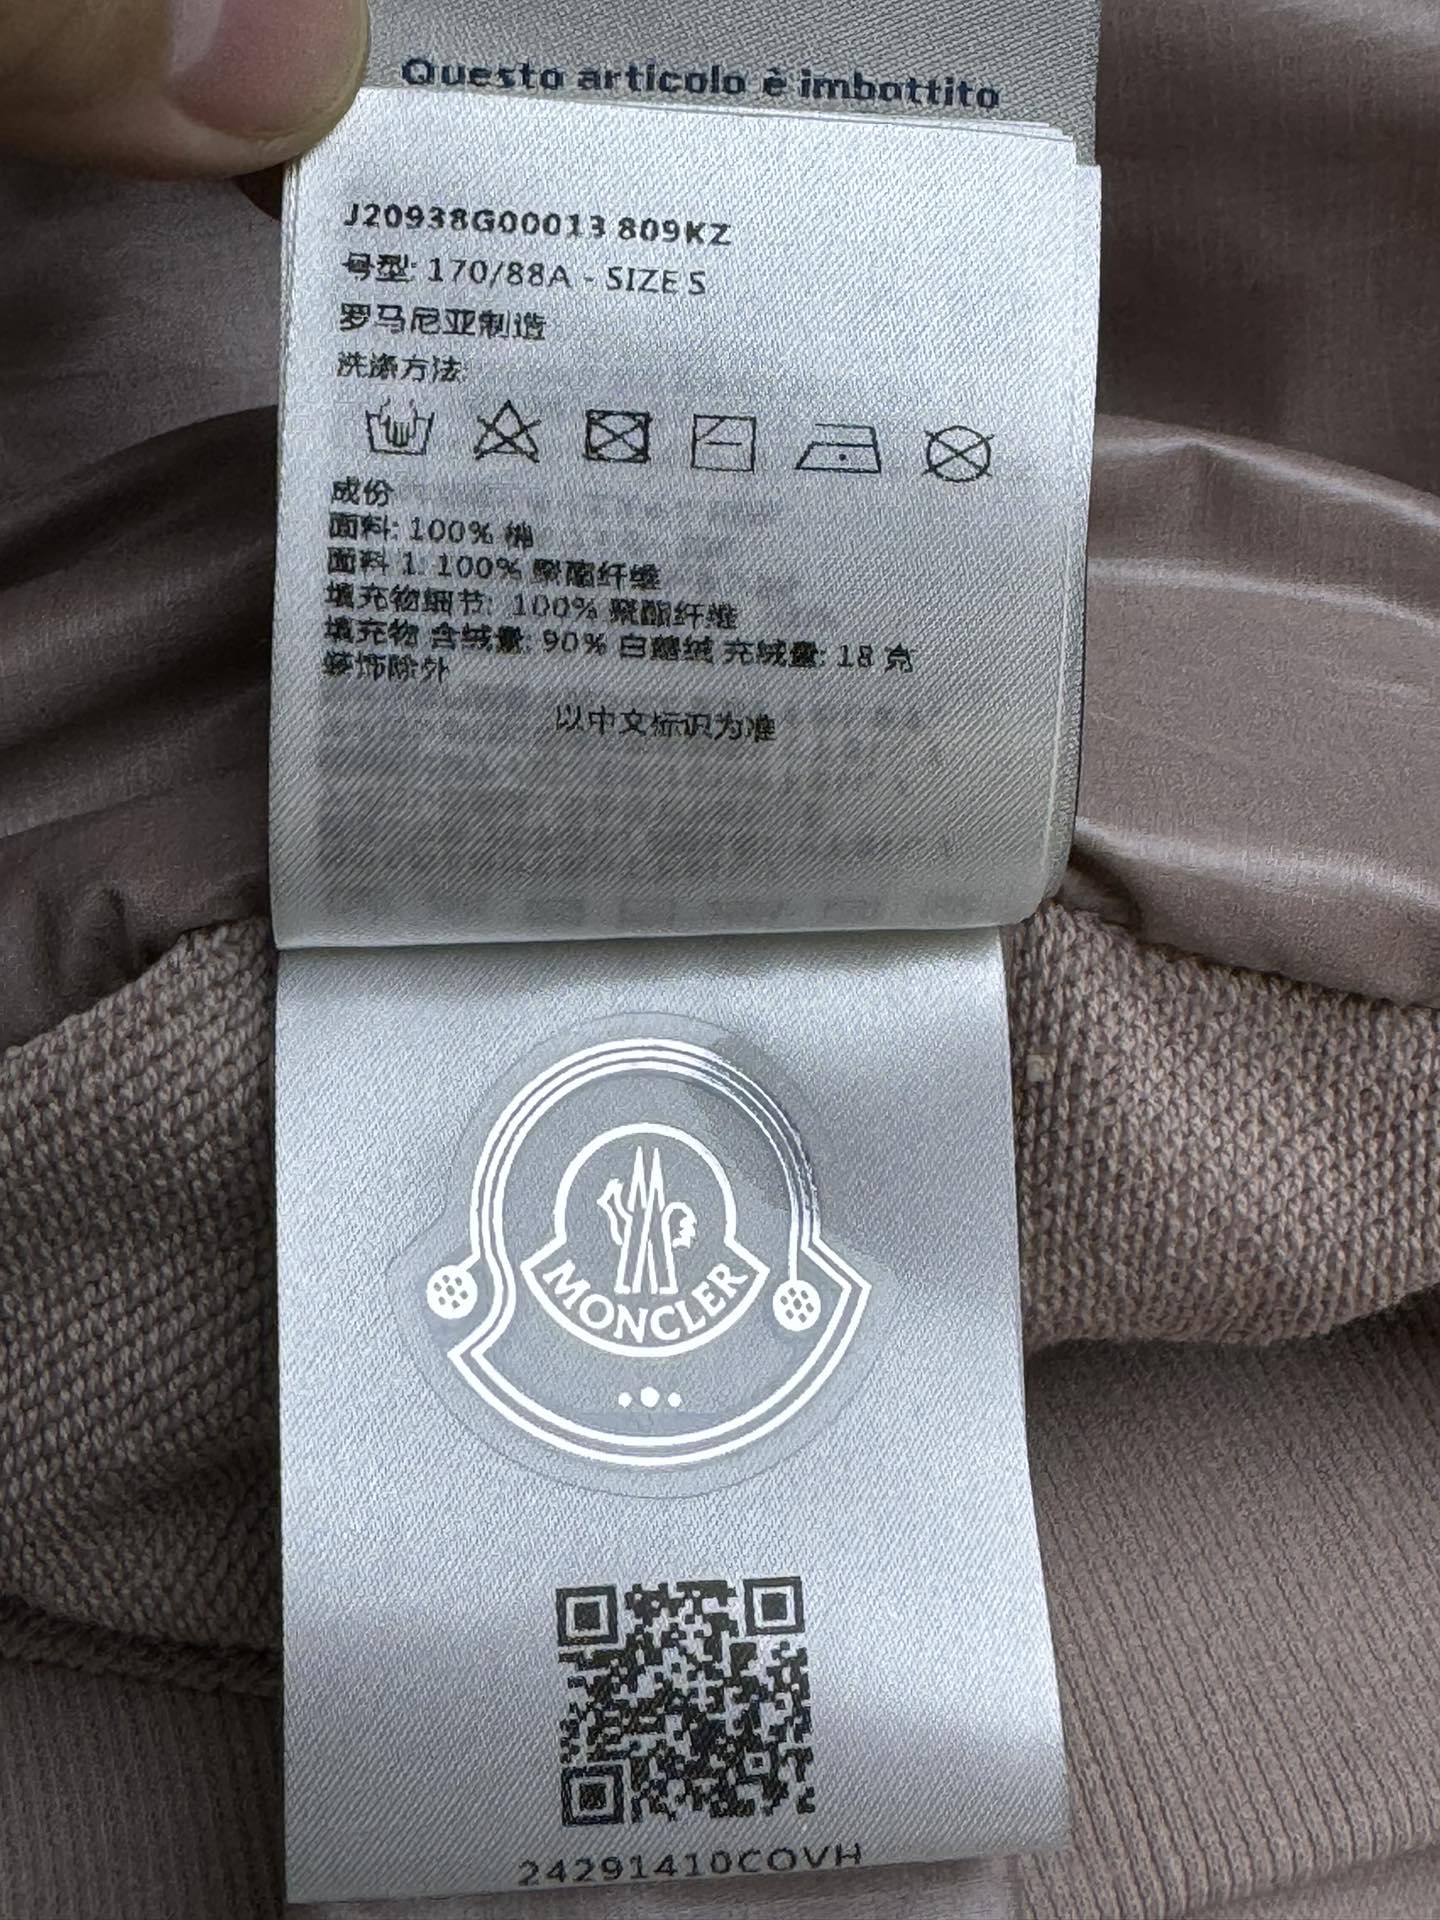 Questo articolo è imbottito
J20938G00013 809KZ
号型: 170/88A - SIZE S
罗马尼亚制造
洗涤方法:
成份
面料: 100% 棉
面料 1: 100% 聚酯纤维
填充物细节: 100% 聚酯纤维
填充物 含绒量: 90% 白鹅绒 充绒量: 18 克
装饰除外
以中文标识为准
MONCLER
24291410COVH